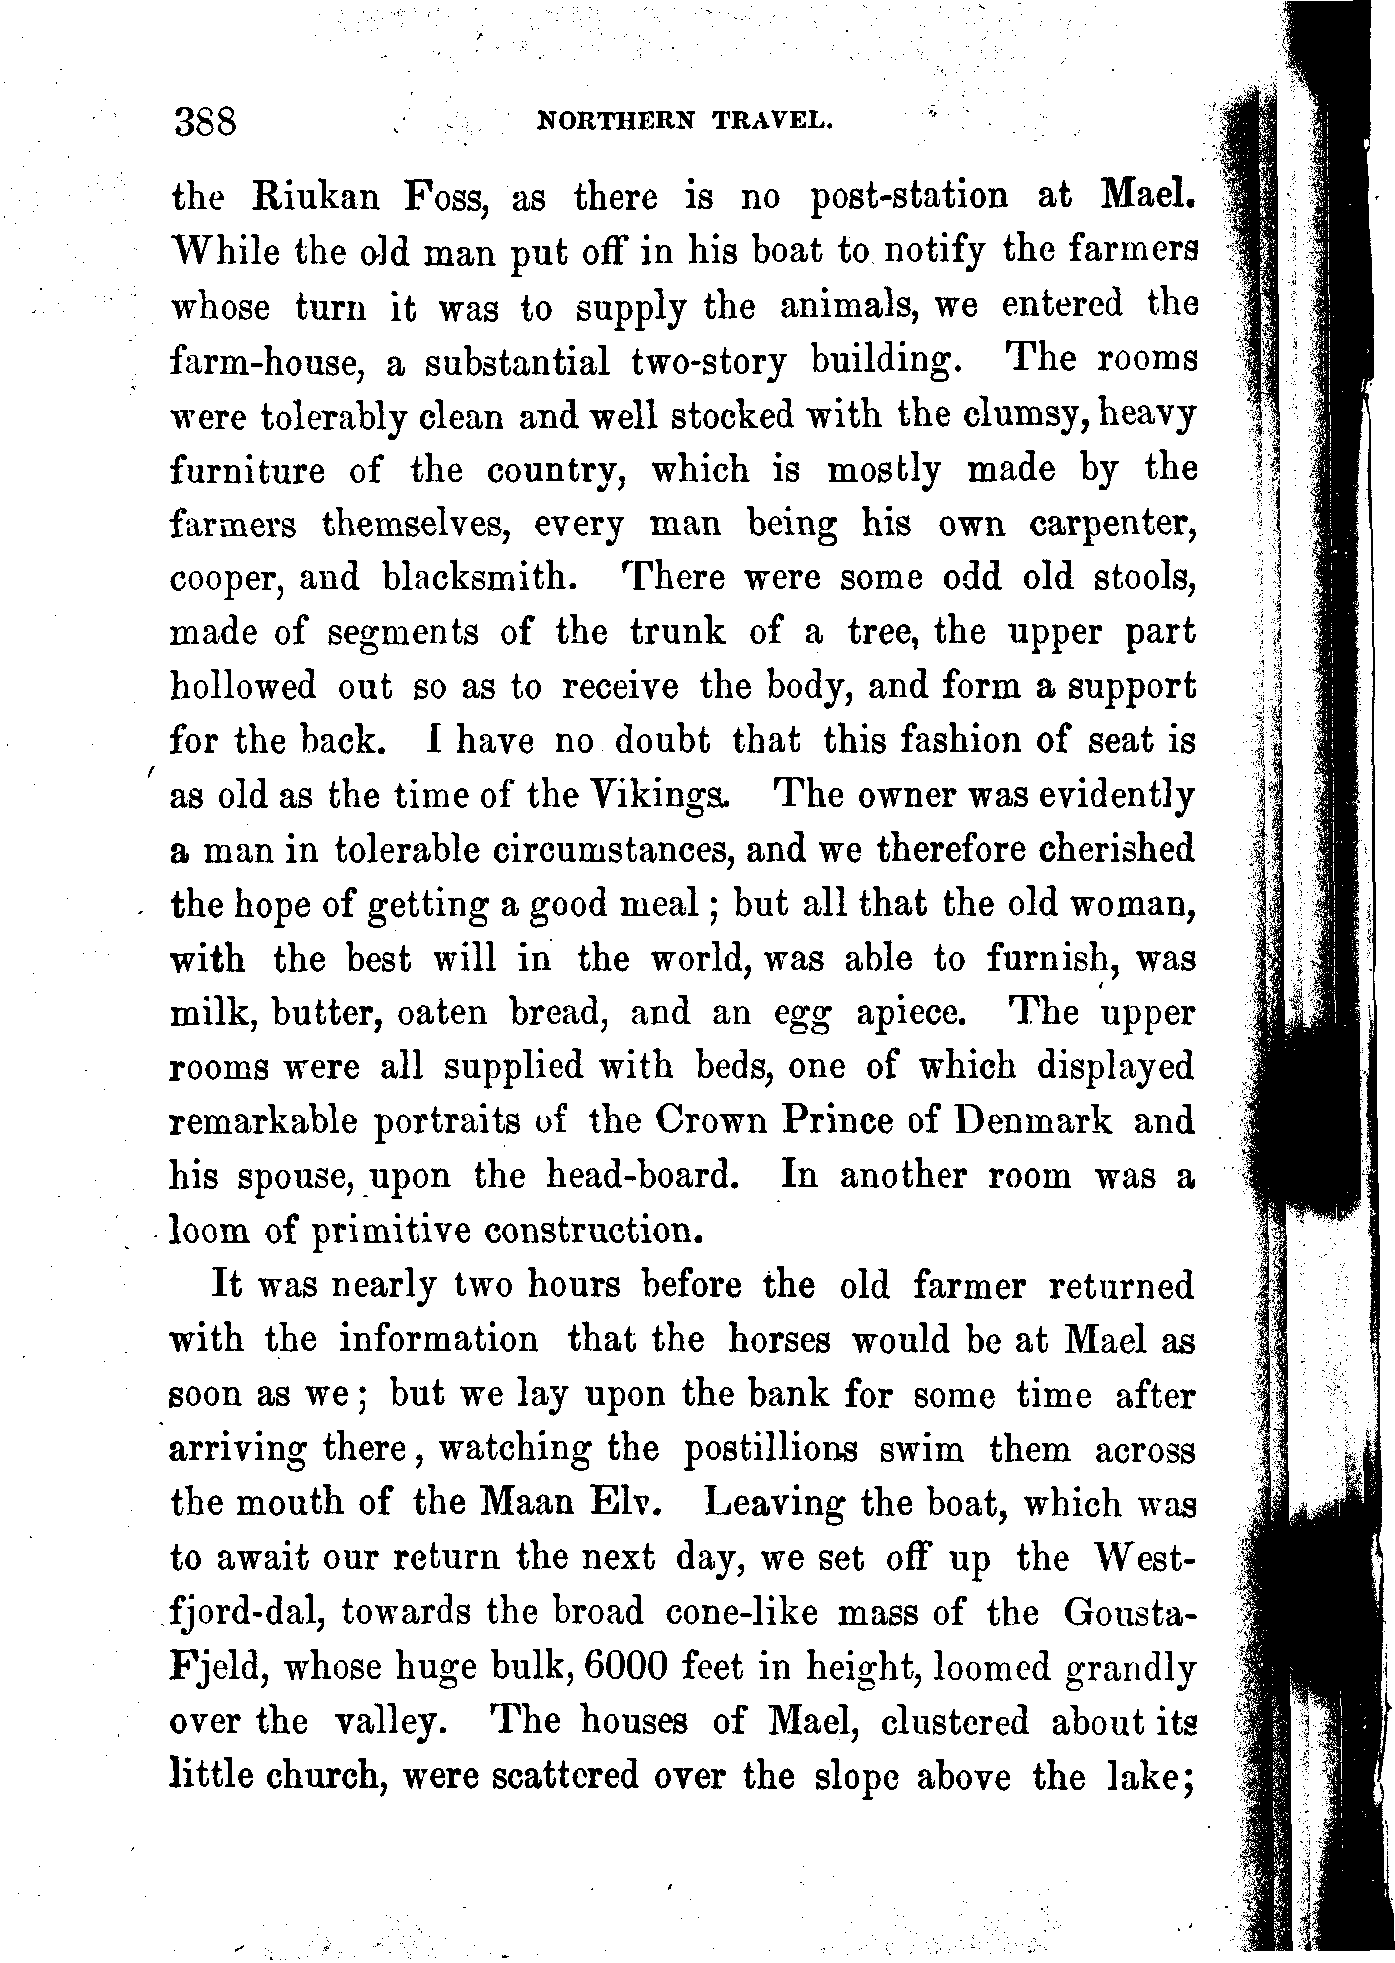 388 NORTHERN TRAVEL.
the Riukan Foss, as there is no post-station at Mael.
While the old man put off in his boat to notify the farmers
whose turn it was to supply the animals, we entered the
farm-house, a substantial two-story building. The rooms
were tolerably clean and well stocked with the clumsy, heavy
furniture of the country, which is mostly made by the
farmers themselves, every man being his own carpenter,
cooper, and blacksmith. There were some odd old stools,
made of segments of the trunk of a tree, the upper part
hollowed out so as to receive the body, and form a support
for the back. I have no doubt that this fashion of seat is
as old as the time of the Vikings. The owner was evidently
a man in tolerable circumstances, and we therefore cherished
the hope of getting a good meal; but all that the old woman,
with the best will in the world, was able to furnish, was
milk, butter, oaten bread, and an egg apiece. The upper
rooms were all supplied with beds, one of which displayed
remarkable portraits of the Crown Prince of Denmark and
his spouse, upon the head-board. In another room was a
loom of primitive construction.
It was nearly two hours before the old farmer returned
with the information that the horses would be at Mael as
soon as we; but we lay upon the bank for some time after
arriving there, watching the postillions swim them across
the mouth of the Maan Elv. Leaving the boat, which was
to await our return the next day, we set off up the West-
fjord-dal, towards the broad cone-like mass of the Gousta-
Fjeld, whose huge bulk, 6000 feet in height, loomed grandly
over the valley. The houses of Mael, clustered about its
little church, were scattered over the slope above the lake;